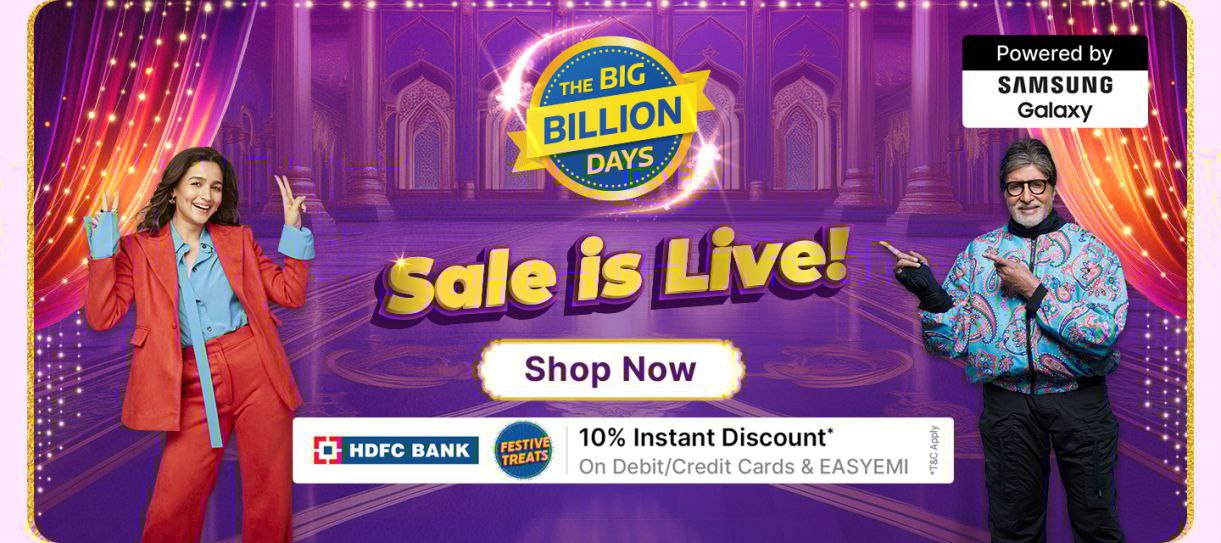 THE BIG
BILLION
DAYS
Powered by
SAMSUNG
Galaxy
Sale is Live!
Shop Now
HDFC BANK
FESTIVE
TREATS
10% Instant Discount*
On Debit/Credit Cards & EASYEMI
*T&C Apply